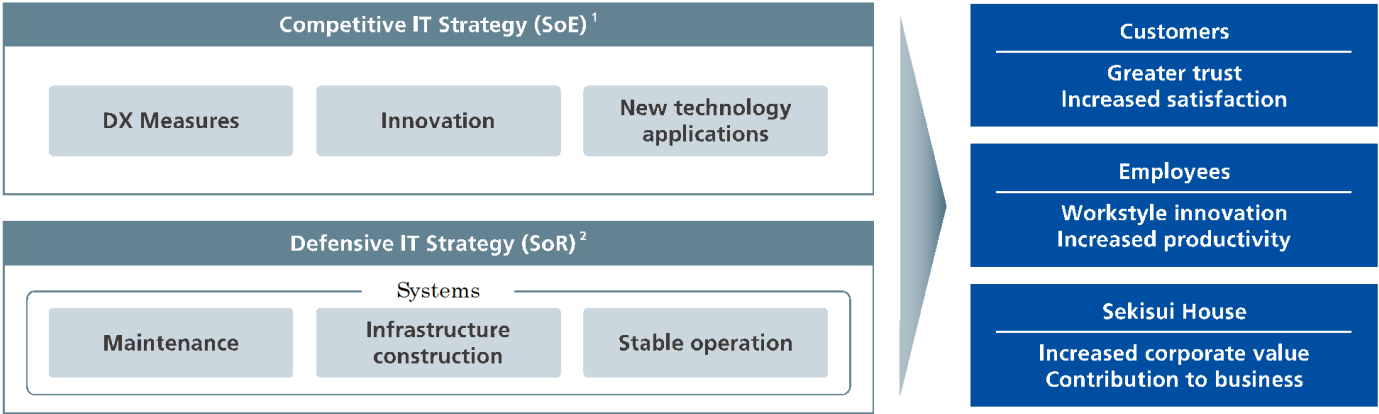 Competitive IT Strategy (SoE) 1
DX Measures
Innovation
New technology
applications
Defensive IT Strategy (SoR) 2
Systems
Maintenance
Infrastructure
construction
Stable operation
Customers
Greater trust
Increased satisfaction
Employees
Workstyle innovation
Increased productivity
Sekisui House
Increased corporate value
Contribution to business